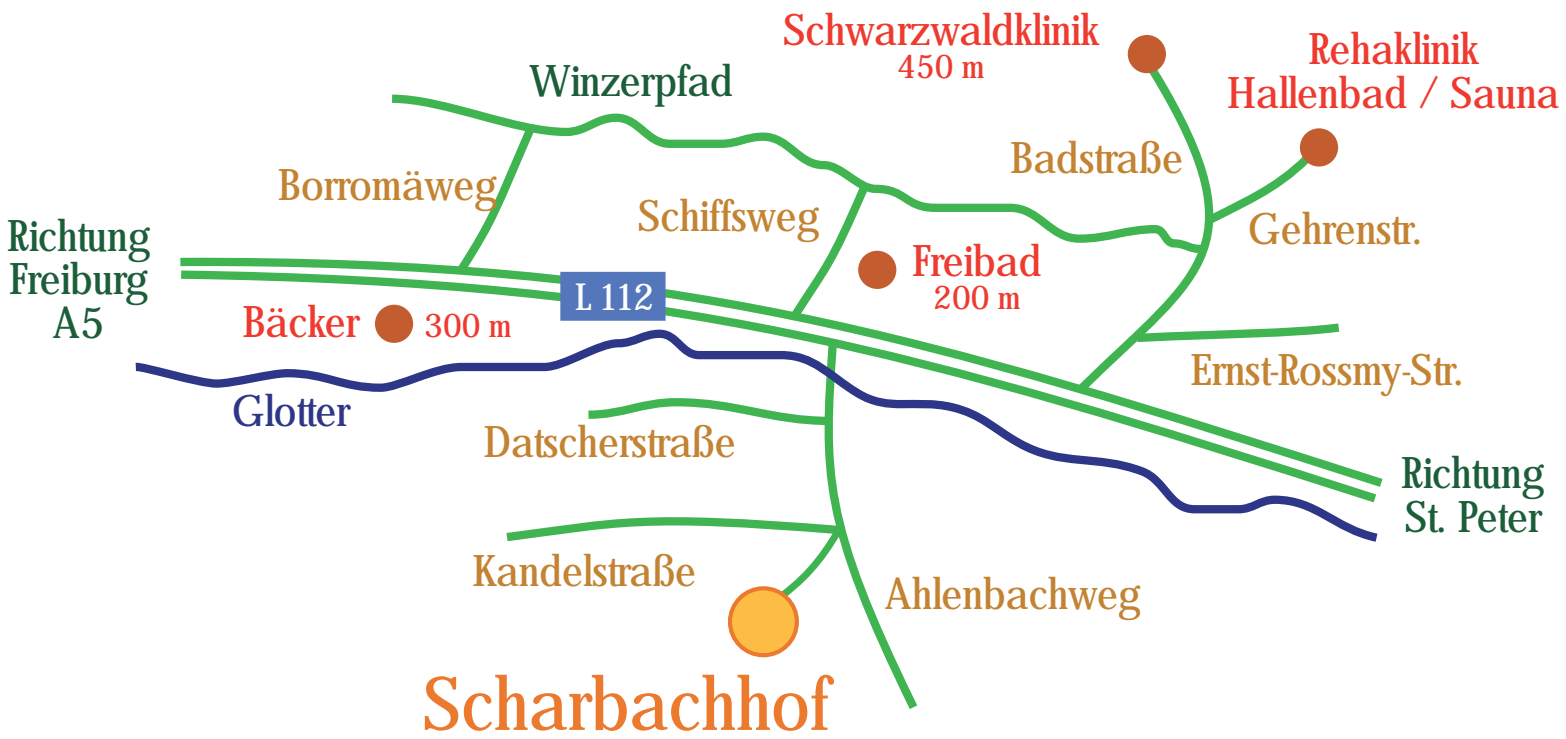 Schwarzwaldklinik
450 m
Rehaklinik
Hallenbad / Sauna
Winzerpfad
Badstraße
Borromäweg
Schiffsweg
Gehrenstr.
Richtung
Freiburg
A5
Freibad
200 m
L 112
Bäcker
300 m
Ernst-Rossmy-Str.
Glotter
Datscherstraße
Richtung
St. Peter
Kandelstraße
Ahlenbachweg
Scharbachhof